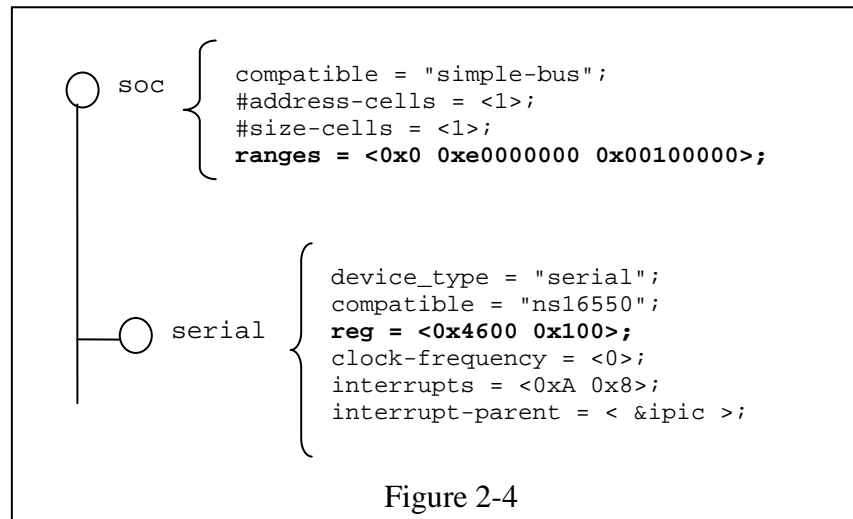 soc
compatible = "simple-bus";
#address-cells = <1>;
#size-cells = <1>;
ranges = <0x0 0xe0000000 0x00100000>;
serial
device_type = "serial";
compatible = "ns16550";
reg = <0x4600 0x100>;
clock-frequency = <0>;
interrupts = <0xA 0x8>;
interrupt-parent = < &ipic >;
Figure 2-4